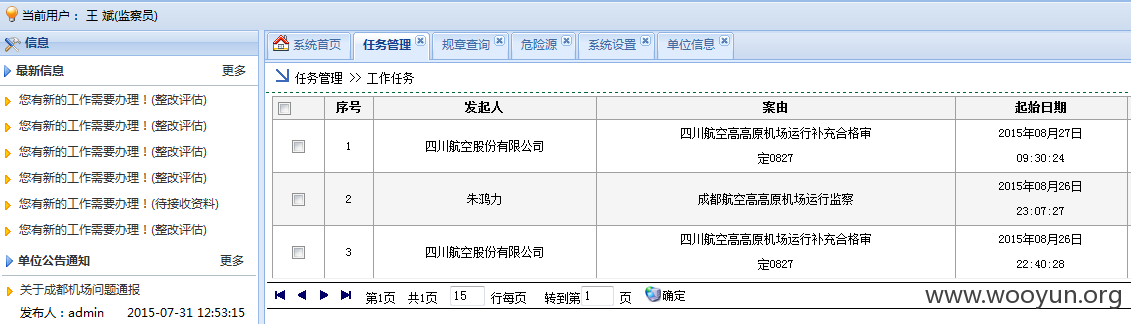 当前用户： 王 斌(监察员)
信息
最新信息 更多
您有新的工作需要办理！(整改评估)
您有新的工作需要办理！(整改评估)
您有新的工作需要办理！(整改评估)
您有新的工作需要办理！(整改评估)
您有新的工作需要办理！(待接收资料)
您有新的工作需要办理！(整改评估)
单位公告通知 更多
关于成都机场问题通报
发布人：admin 2015-07-31 12:53:15
系统首页 任务管理 规章查询 危险源 系统设置 单位信息
任务管理 >> 工作任务
序号 发起人 案由 起始日期
1 四川航空股份有限公司 四川航空高高原机场运行补充合格审 2015年08月27日
定0827 09:30:24
2 朱鸿力 成都航空高高原机场运行监察 2015年08月26日
23:07:27
3 四川航空股份有限公司 四川航空高高原机场运行补充合格审 2015年08月26日
定0827 22:40:28
第1页 共1页 15 行每页 转到第 1 页 确定
www.wooyun.org